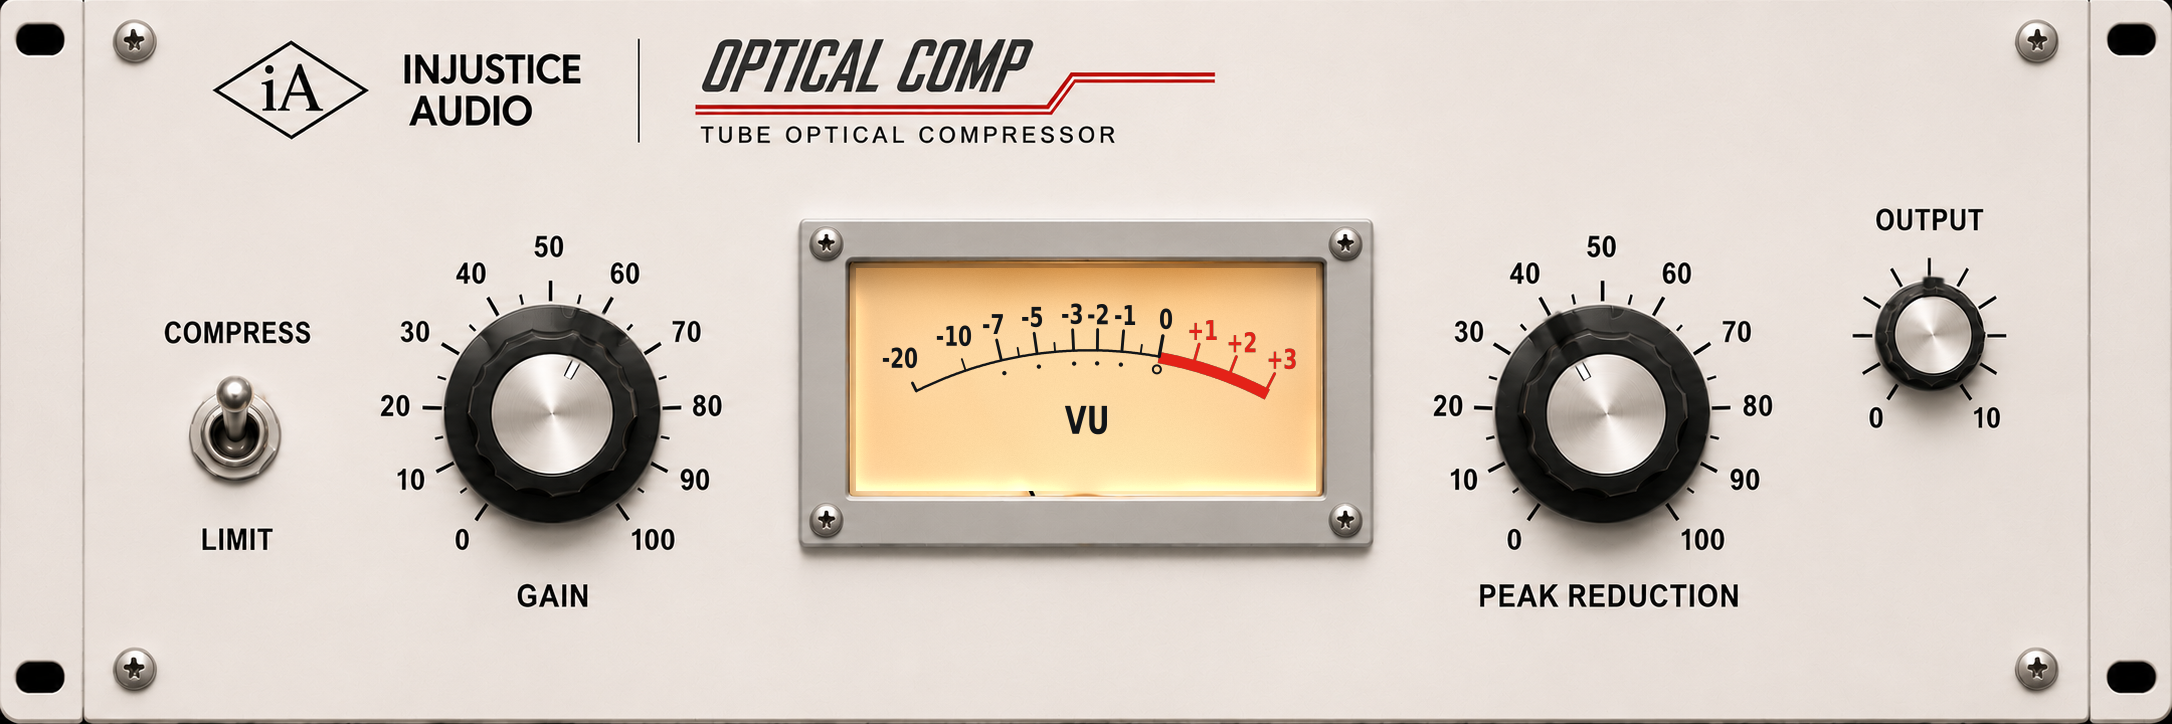 iA
INJUSTICE
AUDIO
OPTICAL COMP
TUBE OPTICAL COMPRESSOR
COMPRESS
LIMIT
0
10
20
30
40
50
60
70
80
90
100
GAIN
-20 -10 -7 -5 -3 -2 -1 0 +1 +2 +3
VU
0
10
20
30
40
50
60
70
80
90
100
PEAK REDUCTION
OUTPUT
0 10